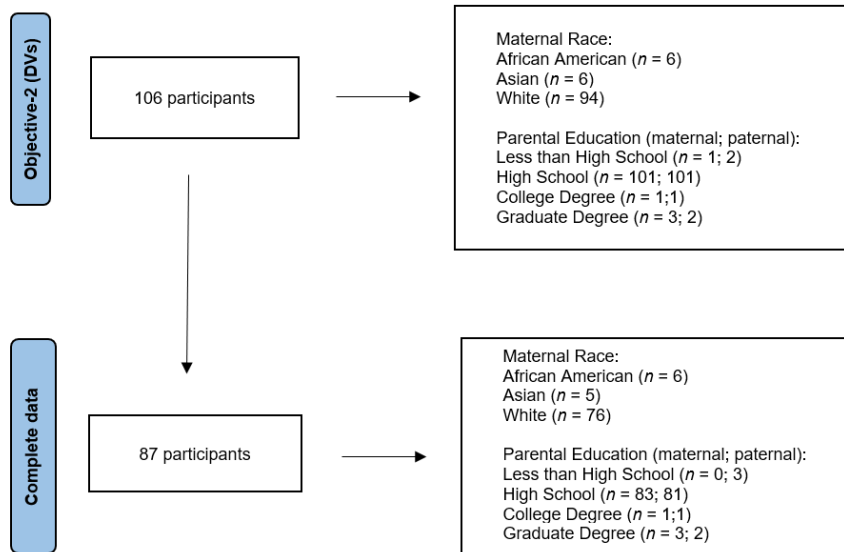 Objective-2 (DVs)
106 participants
Maternal Race:
African American (n = 6)
Asian (n = 6)
White (n = 94)
Parental Education (maternal; paternal):
Less than High School (n = 1; 2)
High School (n = 101; 101)
College Degree (n = 1;1)
Graduate Degree (n = 3; 2)
Complete data
87 participants
Maternal Race:
African American (n = 6)
Asian (n = 5)
White (n = 76)
Parental Education (maternal; paternal):
Less than High School (n = 0; 3)
High School (n = 83; 81)
College Degree (n = 1;1)
Graduate Degree (n = 3; 2)